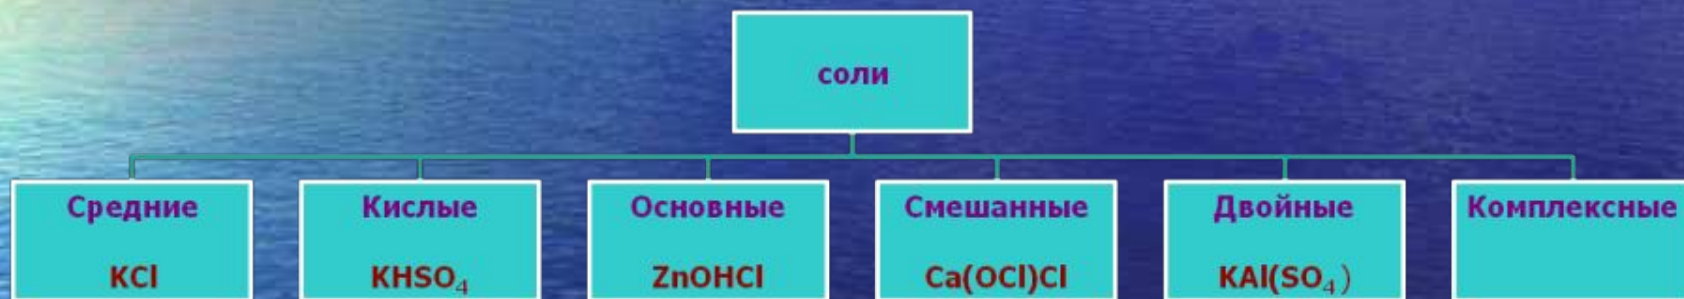 соли
Средние
KCl
Кислые
KHSO₄
Основные
ZnOHCl
Смешанные
Ca(OCl)Cl
Двойные
KAl(SO₄)
Комплексные